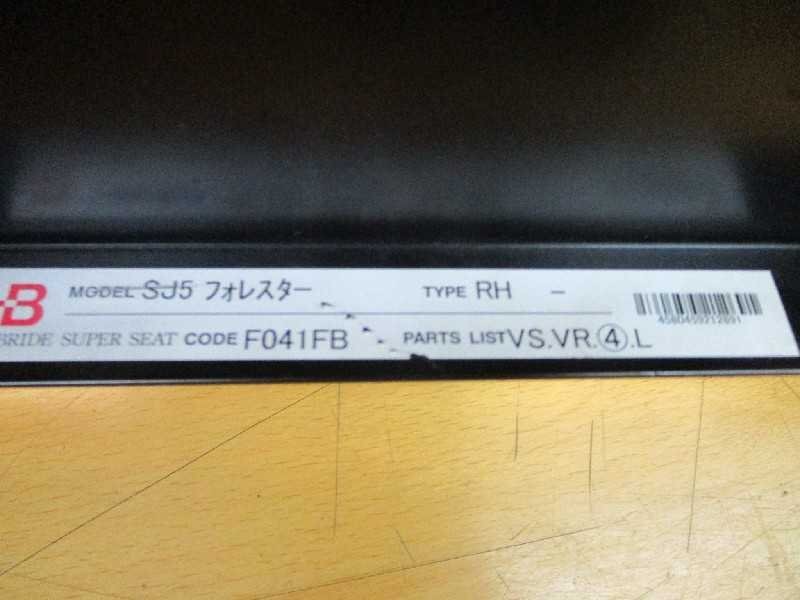 B
MODEL SJ5 フォレスター TYPE RH -
BRIDE SUPER SEAT CODE F041FB PARTS LIST VS.VR.④.L